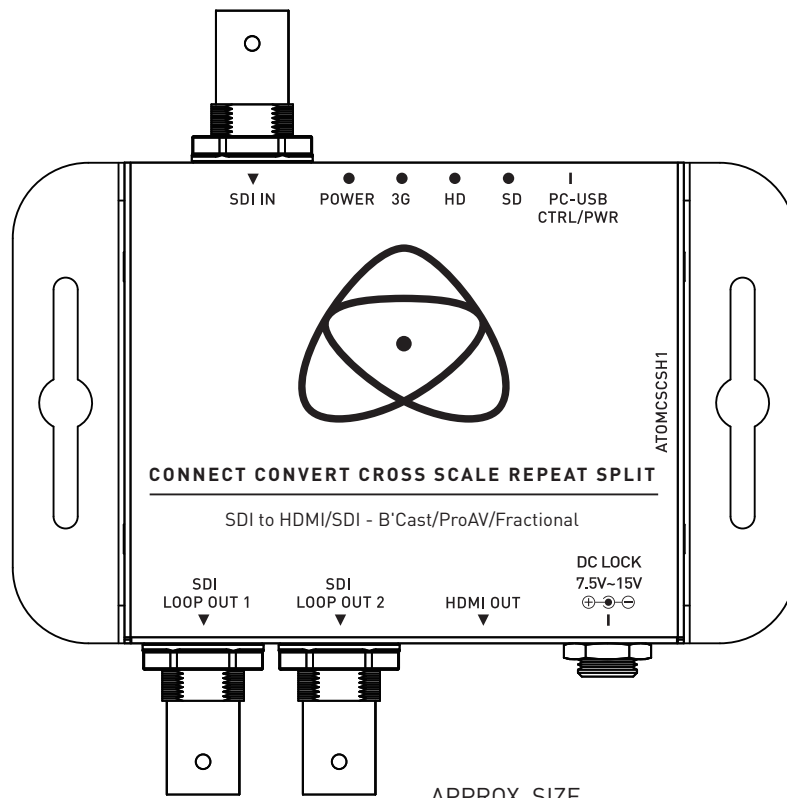 SDI IN
POWER
3G
HD
SD
PC-USB
CTRL/PWR
ATOMCSCSH1
CONNECT CONVERT CROSS SCALE REPEAT SPLIT
SDI to HDMI/SDI - B'Cast/ProAV/Fractional
SDI
LOOP OUT 1
SDI
LOOP OUT 2
HDMI OUT
DC LOCK
7.5V~15V
APPROX. SIZE